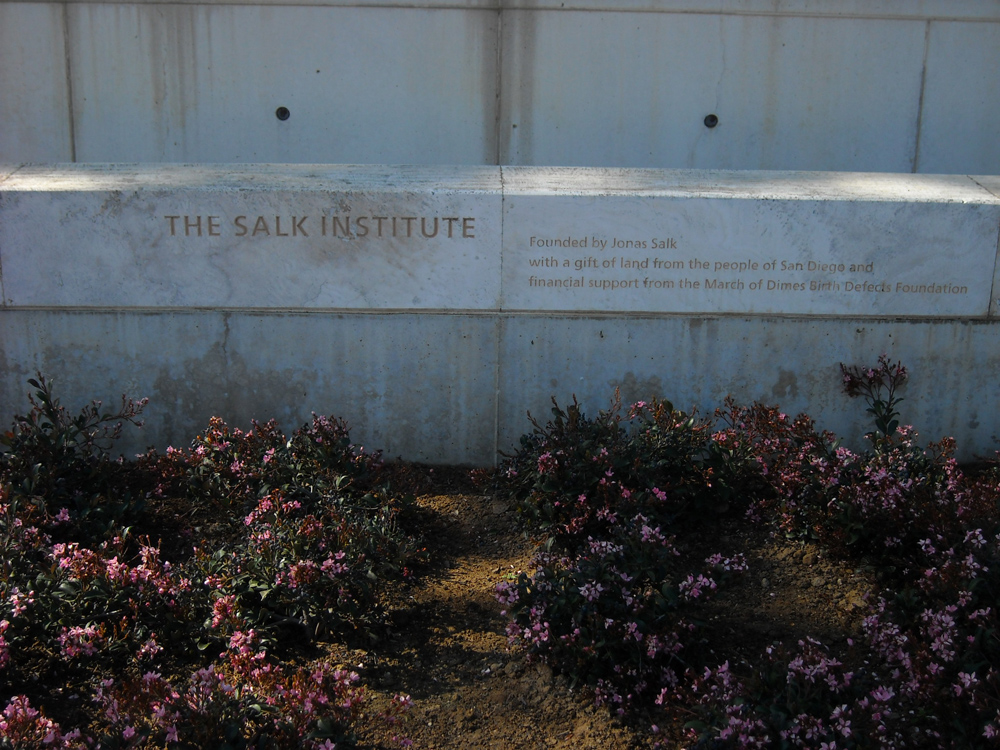 THE SALK INSTITUTE
Founded by Jonas Salk
with a gift of land from the people of San Diego and
financial support from the March of Dimes Birth Defects Foundation